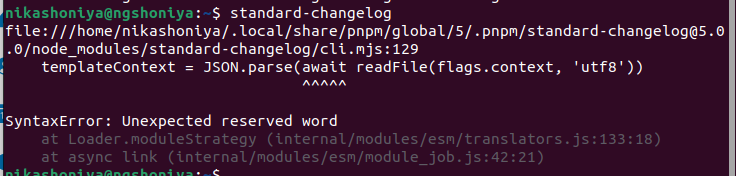 nikashoniya@ngshoniya:~$ standard-changelog
file:///home/nikashoniya/.local/share/pnpm/global/5/.pnpm/standard-changelog@5.0
.0/node_modules/standard-changelog/cli.mjs:129
    templateContext = JSON.parse(await readFile(flags.context, 'utf8'))
                                 ^^^^^
SyntaxError: Unexpected reserved word
    at Loader.moduleStrategy (internal/modules/esm/translators.js:133:18)
    at async link (internal/modules/esm/module_job.js:42:21)
nikashoniya@ngshoniya:~$